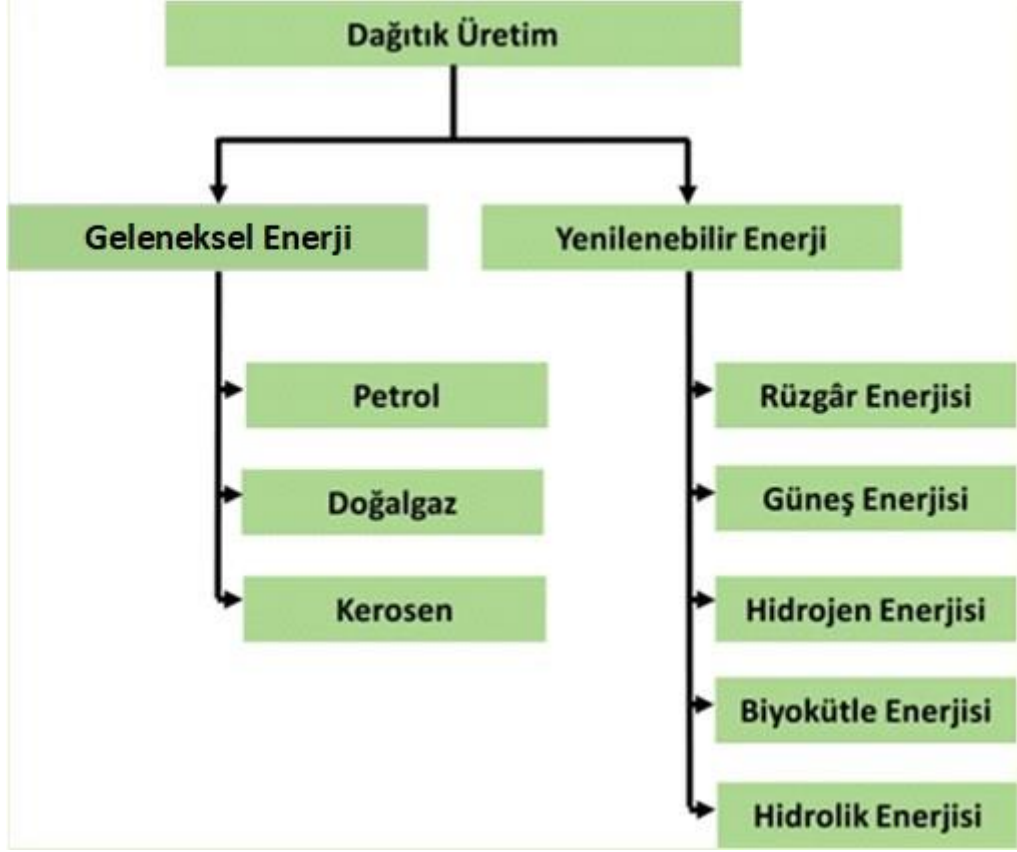 Dağıtık Üretim
Geleneksel Enerji
Yenilenebilir Enerji
Petrol
Doğalgaz
Kerosen
Rüzgâr Enerjisi
Güneş Enerjisi
Hidrojen Enerjisi
Biyokütle Enerjisi
Hidrolik Enerjisi